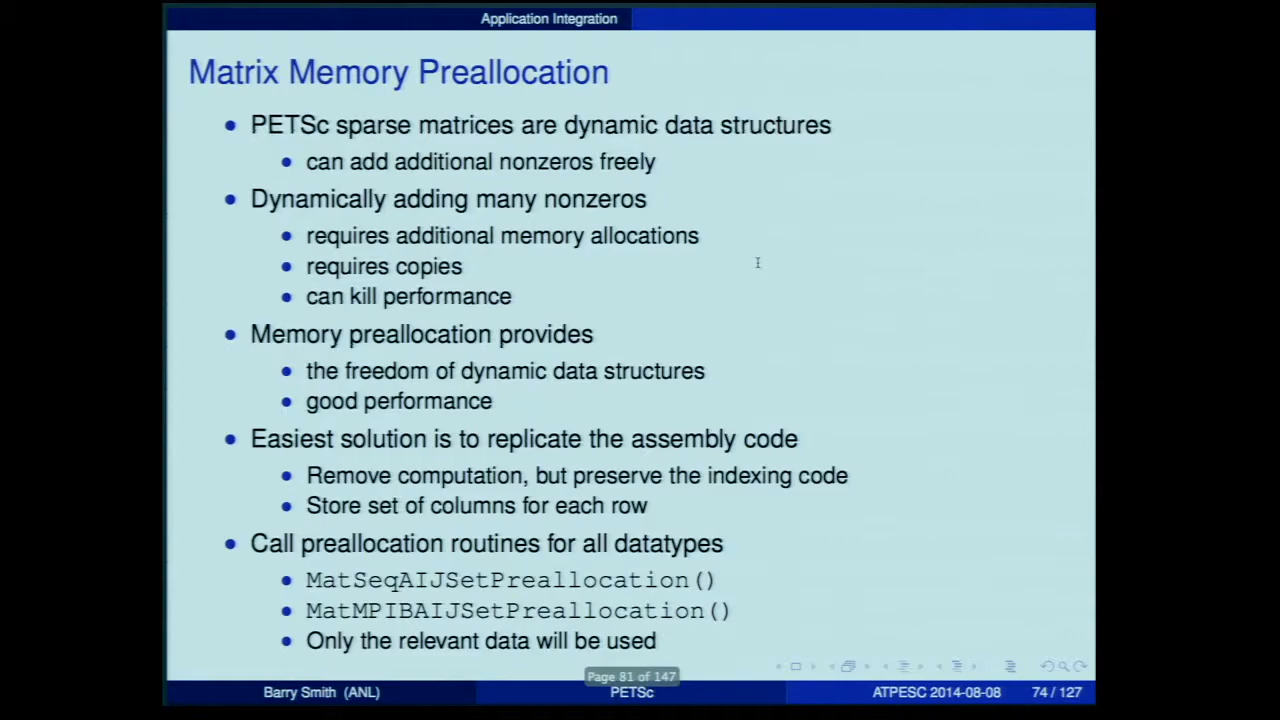 Application Integration
Matrix Memory Preallocation
PETSc sparse matrices are dynamic data structures
can add additional nonzeros freely
Dynamically adding many nonzeros
requires additional memory allocations
requires copies
can kill performance
Memory preallocation provides
the freedom of dynamic data structures
good performance
Easiest solution is to replicate the assembly code
Remove computation, but preserve the indexing code
Store set of columns for each row
Call preallocation routines for all datatypes
MatSeqAIJSetPreallocation()
MatMPIBAIJSetPreallocation()
Only the relevant data will be used
Page 81 of 147
Barry Smith (ANL) PETSc ATPESC 2014-08-08 74 / 127